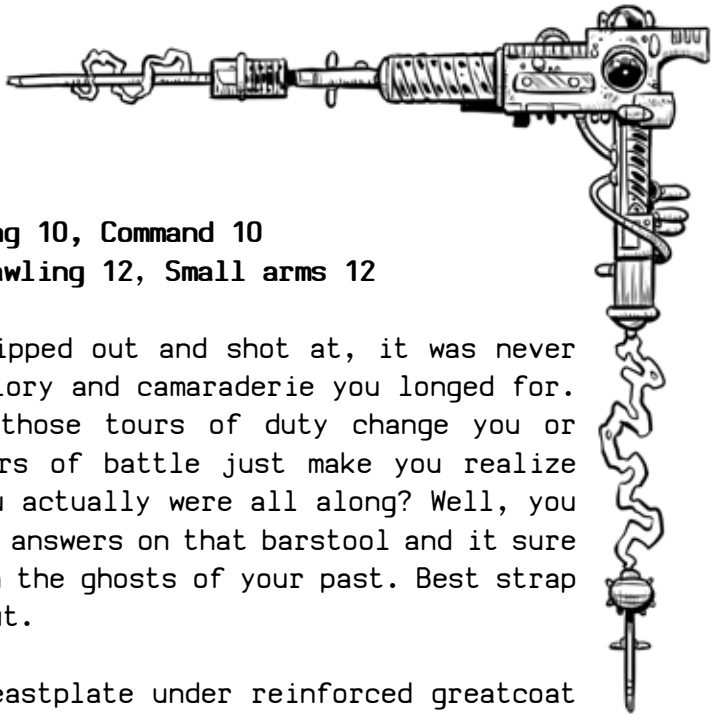 ng 10, Command 10
awling 12, Small arms 12
ipped out and shot at, it was never
lory and camaraderie you longed for.
those tours of duty change you or
rs of battle just make you realize
u actually were all along? Well, you
answers on that barstool and it sure
the ghosts of your past. Best strap
ut.
eastplate under reinforced greatcoat